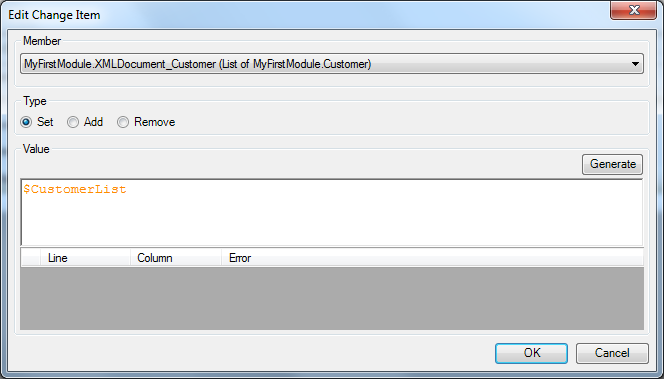 Edit Change Item
Member
MyFirstModule.XMLDocument_Customer (List of MyFirstModule.Customer)
Type
Set Add Remove
Value
Generate
$CustomerList
Line Column Error
OK Cancel